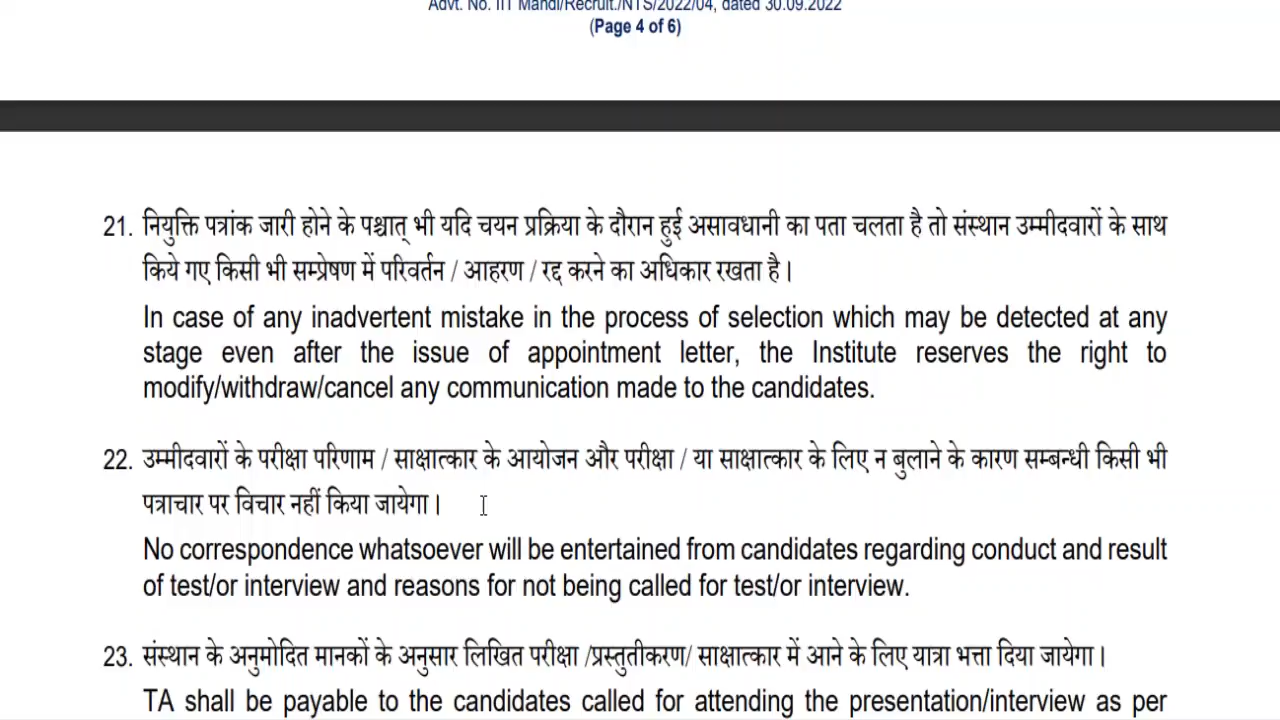 Advt. No. IIT Mandi/Recruit./NTS/2022/04, dated 30.09.2022
(Page 4 of 6)
21. नियुक्ति पत्रांक जारी होने के पश्चात् भी यदि चयन प्रक्रिया के दौरान हुई असावधानी का पता चलता है तो संस्थान उम्मीदवारों के साथ
किये गए किसी भी सम्प्रेषण में परिवर्तन / आहरण / रद्द करने का अधिकार रखता है।
In case of any inadvertent mistake in the process of selection which may be detected at any
stage even after the issue of appointment letter, the Institute reserves the right to
modify/withdraw/cancel any communication made to the candidates.
22. उम्मीदवारों के परीक्षा परिणाम / साक्षात्कार के आयोजन और परीक्षा / या साक्षात्कार के लिए न बुलाने के कारण सम्बन्धी किसी भी
पत्राचार पर विचार नहीं किया जायेगा।
No correspondence whatsoever will be entertained from candidates regarding conduct and result
of test/or interview and reasons for not being called for test/or interview.
23. संस्थान के अनुमोदित मानकों के अनुसार लिखित परीक्षा /प्रस्तुतीकरण/ साक्षात्कार में आने के लिए यात्रा भत्ता दिया जायेगा।
TA shall be payable to the candidates called for attending the presentation/interview as per